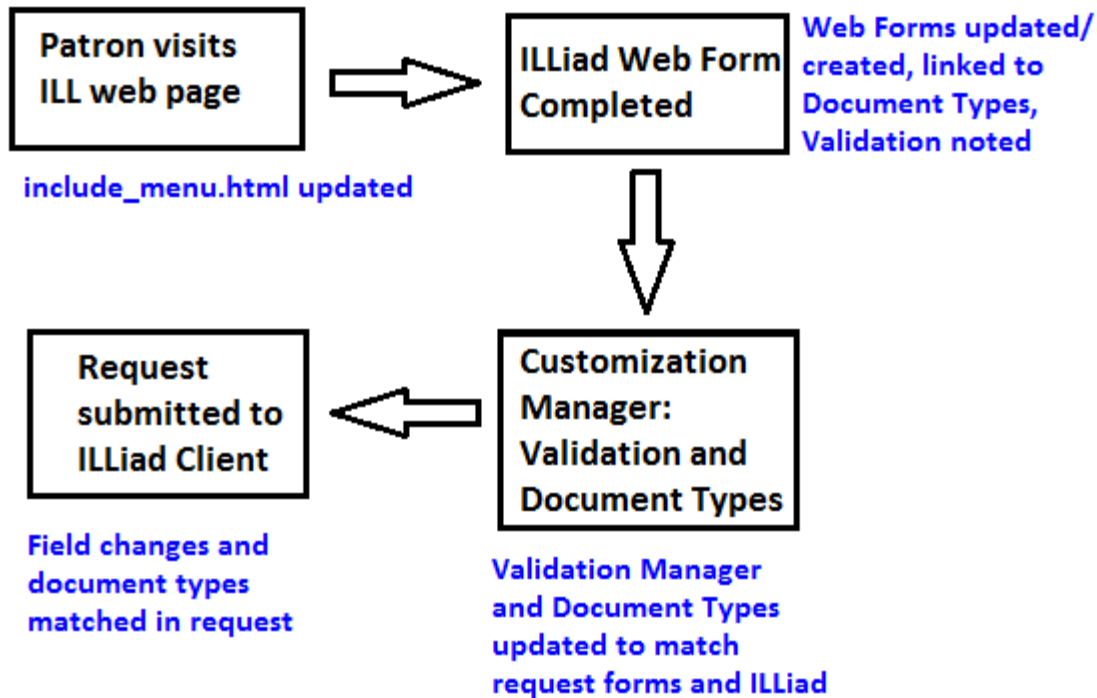 Patron visits
ILL web page
include_menu.html updated
ILLiad Web Form
Completed
Web Forms updated/
created, linked to
Document Types,
Validation noted
Customization
Manager:
Validation and
Document Types
Validation Manager
and Document Types
updated to match
request forms and ILLiad
Request
submitted to
ILLiad Client
Field changes and
document types
matched in request